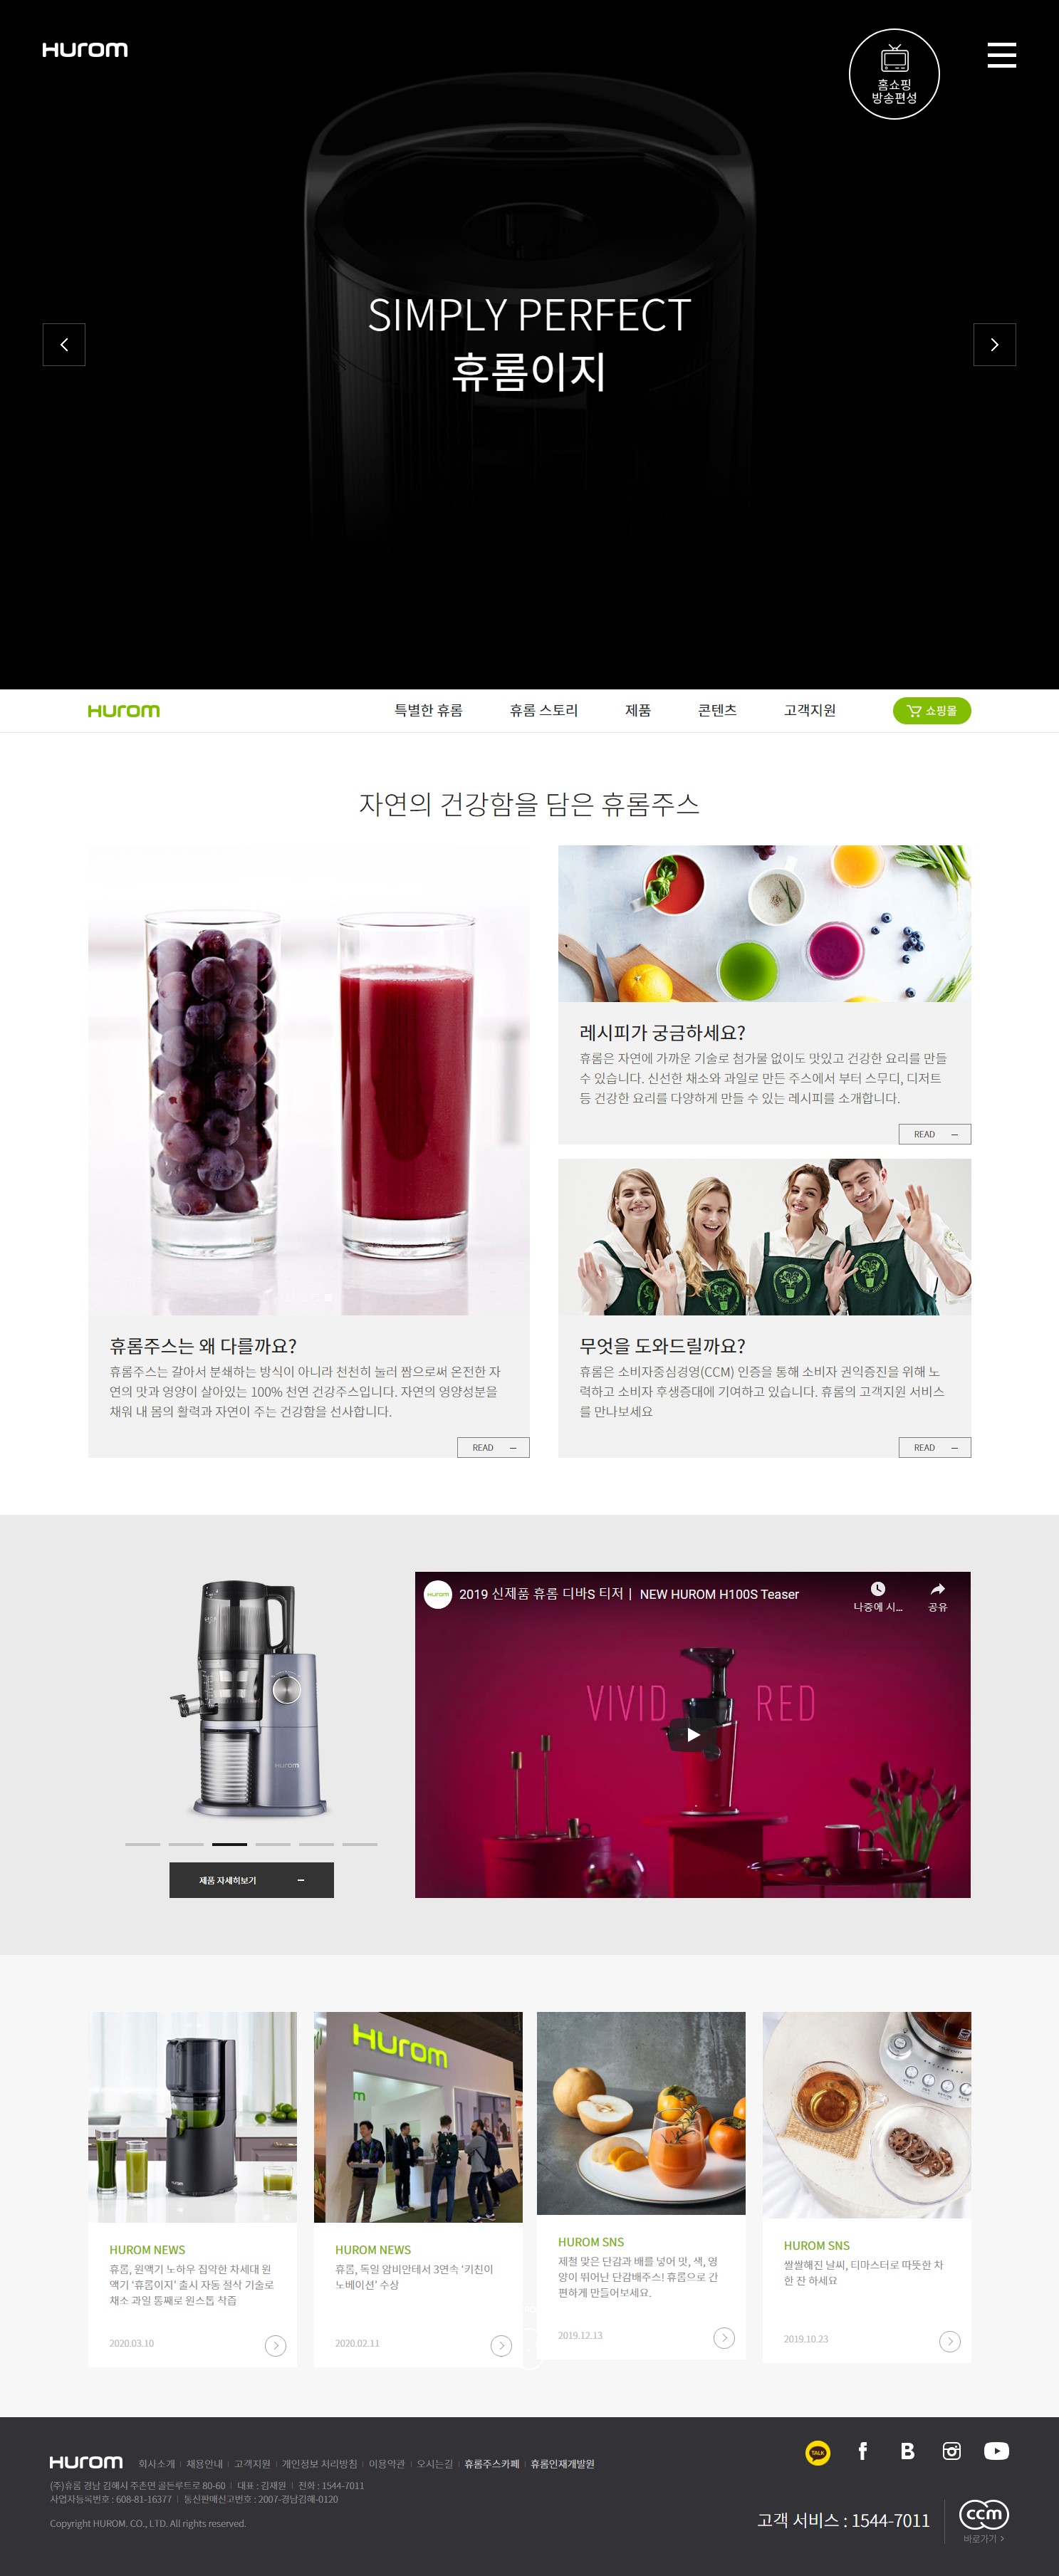 Hurom
홈쇼핑
방송편성
SIMPLY PERFECT
휴롬이지
Hurom
특별한 휴롬
휴롬 스토리
제품
콘텐츠
고객지원
쇼핑몰
자연의 건강함을 담은 휴롬주스
레시피가 궁금하세요?
휴롬은 자연에 가까운 기술로 첨가물 없이도 맛있고 건강한 요리를 만들
수 있습니다. 신선한 채소와 과일로 만든 주스에서 부터 스무디, 디저트
등 건강한 요리를 다양하게 만들 수 있는 레시피를 소개합니다.
READ
휴롬주스는 왜 다를까요?
휴롬주스는 갈아서 분쇄하는 방식이 아니라 천천히 눌러 짬으로써 온전한 자
연의 맛과 영양이 살아있는 100% 천연 건강주스입니다. 자연의 영양성분을
채워 내 몸의 활력과 자연이 주는 건강함을 선사합니다.
READ
무엇을 도와드릴까요?
휴롬은 소비자중심경영(CCM) 인증을 통해 소비자 권익증진을 위해 노
력하고 소비자 후생증대에 기여하고 있습니다. 휴롬의 고객지원 서비스
를 만나보세요
READ
Hurom
제품 자세히보기
Hurom
2019 신제품 휴롬 디바S 티저ㅣ NEW HUROM H100S Teaser
나중에 시...
공유
VIVID RED
Hurom
HUROM NEWS
휴롬, 원액기 노하우 집약한 차세대 원
액기 ‘휴롬이지’ 출시 자동 절삭 기술로
채소 과일 통째로 원스톱 착즙
2020.03.10
HUROM NEWS
휴롬, 독일 암비안테서 3연속 ‘키친이
노베이션’ 수상
2020.02.11
HUROM SNS
제철 맞은 단감과 배를 넣어 맛, 색, 영
양이 뛰어난 단감배주스! 휴롬으로 간
편하게 만들어보세요.
2019.12.13
HUROM SNS
쌀쌀해진 날씨, 티마스터로 따뜻한 차
한 잔 하세요
2019.10.23
Hurom
회사소개 | 채용안내 | 고객지원 | 개인정보 처리방침 | 이용약관 | 오시는길 | 휴롬주스카페 | 휴롬인재개발원
(주)휴롬 경남 김해시 주촌면 골든루트로 80-60 | 대표 : 김재원 | 전화 : 1544-7011
사업자등록번호 : 608-81-16377 | 통신판매신고번호 : 2007-경남김해-0120
Copyright HUROM. CO., LTD. All rights reserved.
TALK
고객 서비스 : 1544-7011
ccm
바로가기 >